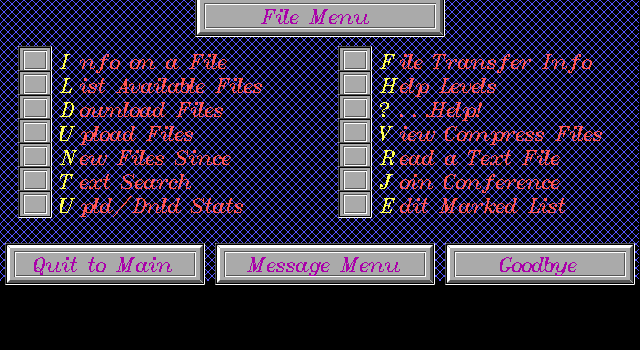 File Menu
Info on a File
List Available Files
Download Files
Upload Files
New Files Since
Text Search
Upld/Dnld Stats
File Transfer Info
Help Levels
?...Help!
View Compress Files
Read a Text File
Join Conference
Edit Marked List
Quit to Main
Message Menu
Goodbye